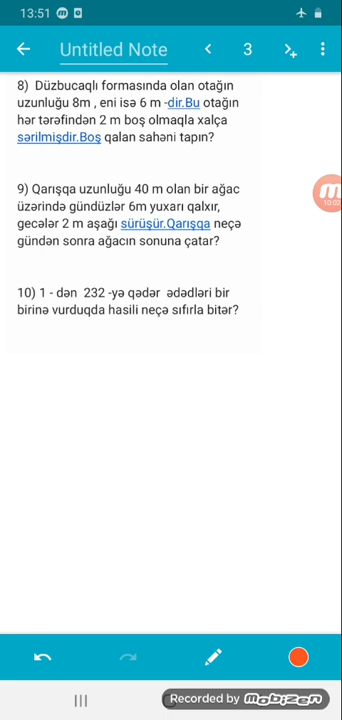 13:51
Untitled Note
3
8) Düzbucaqlı formasında olan otağın
uzunluğu 8m , eni isə 6 m -dir.Bu otağın
hər tərəfindən 2 m boş olmaqla xalça
sərilmişdir.Boş qalan sahəni tapın?
9) Qarışqa uzunluğu 40 m olan bir ağac
üzərində gündüzlər 6m yuxarı qalxır,
gecələr 2 m aşağı sürüşür.Qarışqa neçə
gündən sonra ağacın sonuna çatar?
10:02
10) 1 - dən 232 -yə qədər ədədləri bir
birinə vurduqda hasili neçə sıfırla bitər?
Recorded by mobizen